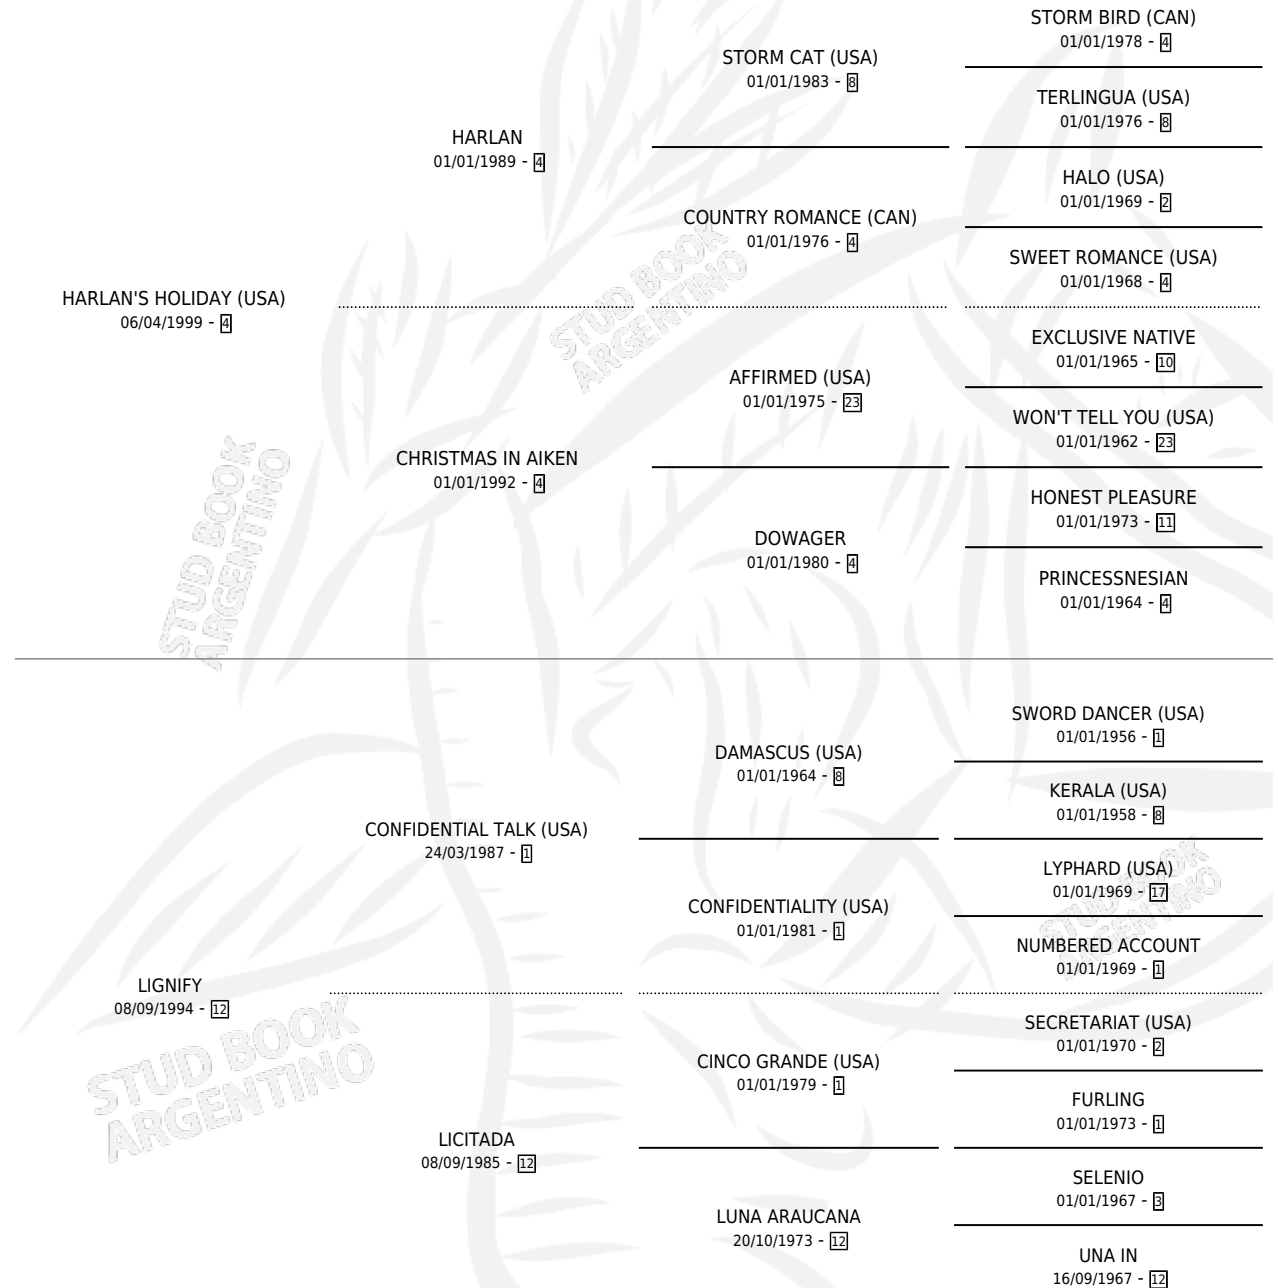 STORM BIRD (CAN)
01/01/1978 - 4
STORM CAT (USA)
01/01/1983 - 8
TERLINGUA (USA)
01/01/1976 - 8
HARLAN
01/01/1989 - 4
HALO (USA)
01/01/1969 - 2
COUNTRY ROMANCE (CAN)
01/01/1976 - 4
SWEET ROMANCE (USA)
01/01/1968 - 4
HARLAN'S HOLIDAY (USA)
06/04/1999 - 4
EXCLUSIVE NATIVE
01/01/1965 - 10
AFFIRMED (USA)
01/01/1975 - 23
WON'T TELL YOU (USA)
01/01/1962 - 23
CHRISTMAS IN AIKEN
01/01/1992 - 4
HONEST PLEASURE
01/01/1973 - 11
DOWAGER
01/01/1980 - 4
PRINCESSNESIAN
01/01/1964 - 4
SWORD DANCER (USA)
01/01/1956 - 1
DAMASCUS (USA)
01/01/1964 - 8
KERALA (USA)
01/01/1958 - 8
CONFIDENTIAL TALK (USA)
24/03/1987 - 1
LYPHARD (USA)
01/01/1969 - 17
CONFIDENTIALITY (USA)
01/01/1981 - 1
NUMBERED ACCOUNT
01/01/1969 - 1
LIGNIFY
08/09/1994 - 12
SECRETARIAT (USA)
01/01/1970 - 2
CINCO GRANDE (USA)
01/01/1979 - 1
FURLING
01/01/1973 - 1
LICITADA
08/09/1985 - 12
SELENIO
01/01/1967 - 3
LUNA ARAUCANA
20/10/1973 - 12
UNA IN
16/09/1967 - 12
STUD BOOK
ARGENTINO
STUD BOOK
ARGENTINO
STUD BOOK
ARGENTINO
STUD BOOK
ARGENTINO